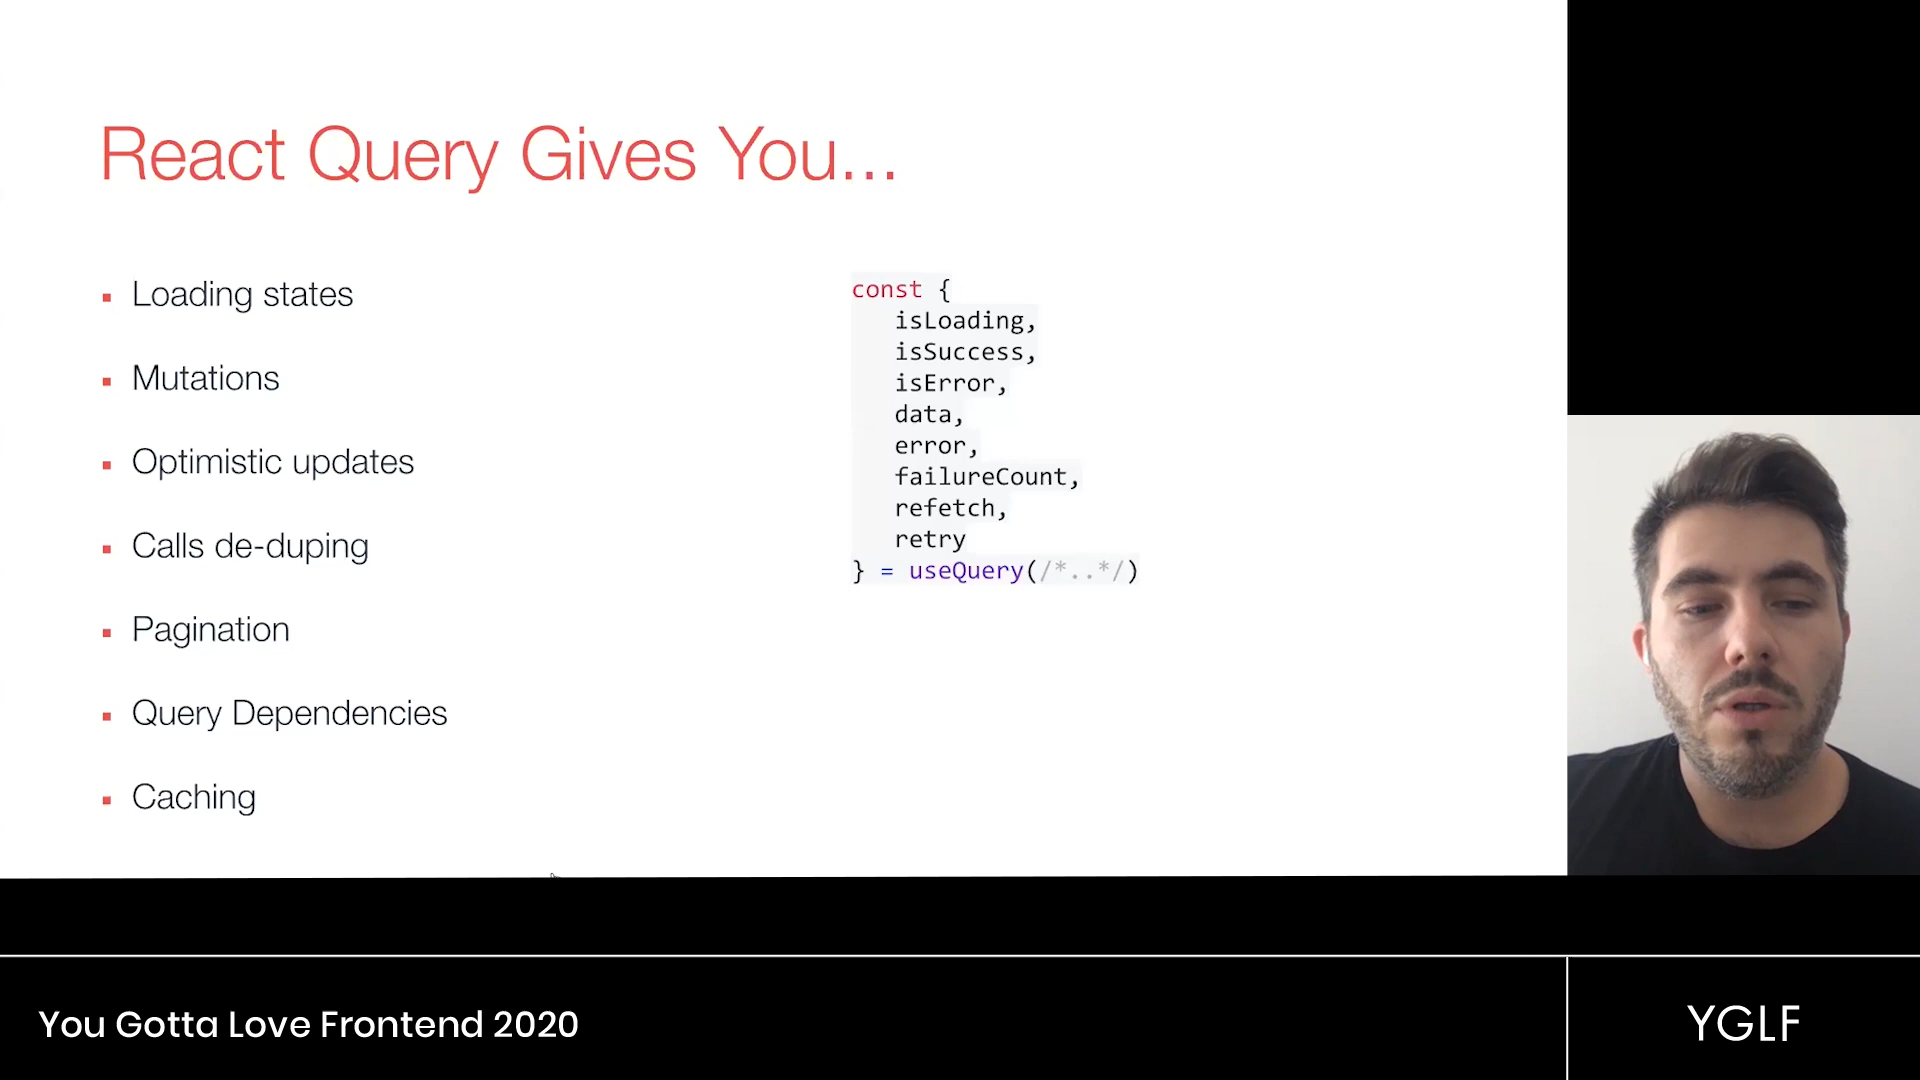 React Query Gives You...
Loading states
Mutations
Optimistic updates
Calls de-duping
Pagination
Query Dependencies
Caching
const {
isLoading,
isSuccess,
isError,
data,
error,
failureCount,
refetch,
retry
} = useQuery(/*..*/)
You Gotta Love Frontend 2020
YGLF